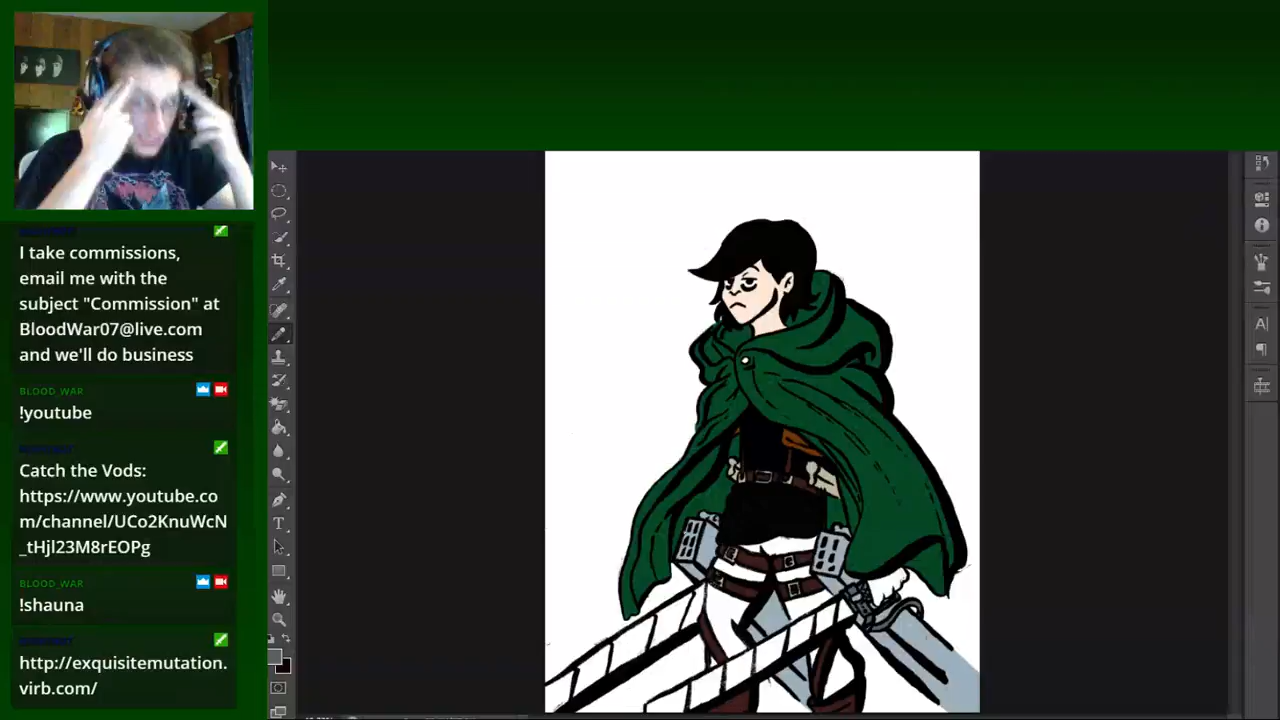 I take commissions,
email me with the
subject "Commission" at
BloodWar07@live.com
and we'll do business
BLOOD_WAR
!youtube
Catch the Vods:
https://www.youtube.co
m/channel/UCo2KnuWcN
_tHjl23M8rEOPg
BLOOD_WAR
!shauna
http://exquisitemutation.
virb.com/